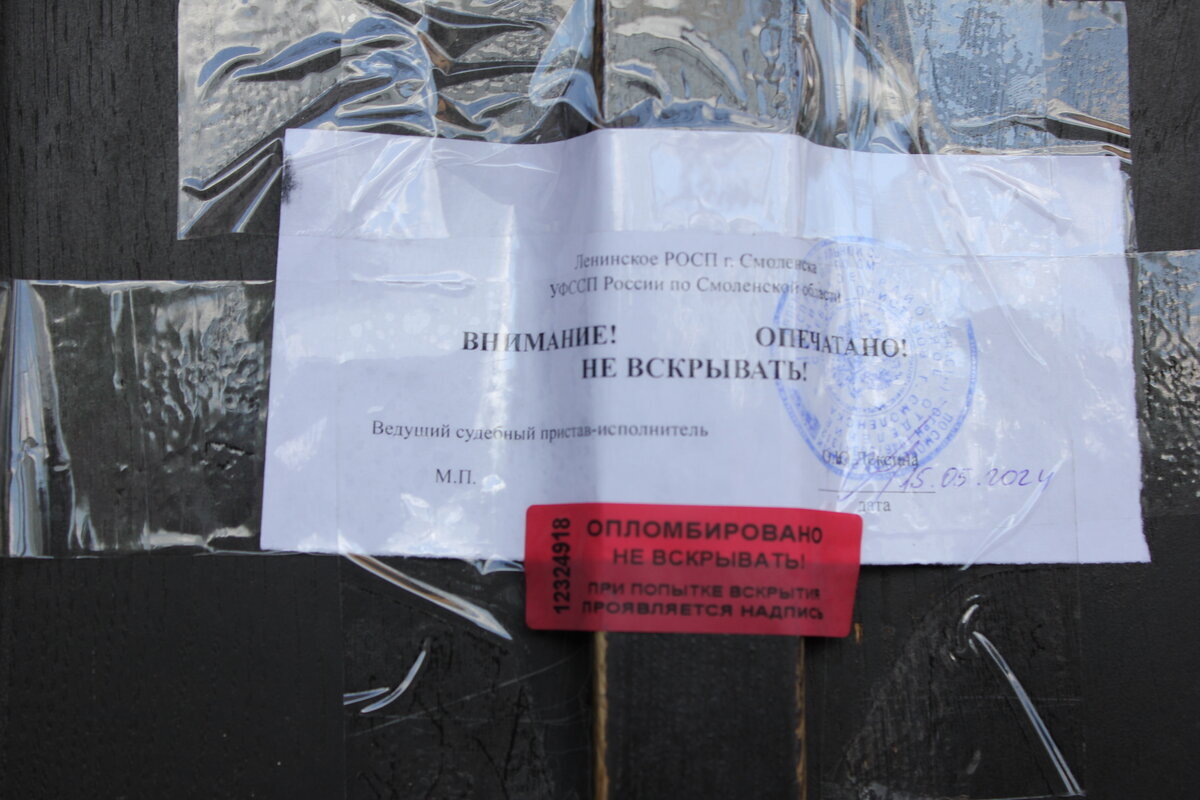 Ленинское РОСП г. Смоленска
УФССП России по Смоленской области
ВНИМАНИЕ! ОПЕЧАТАНО!
НЕ ВСКРЫВАТЬ!
Ведущий судебный пристав-исполнитель
М.П.
15.05.2024
дата
12324918
ОПЛОМБИРОВАНО
НЕ ВСКРЫВАТЬ!
ПРИ ПОПЫТКЕ ВСКРЫТИЯ
ПРОЯВЛЯЕТСЯ НАДПИСЬ